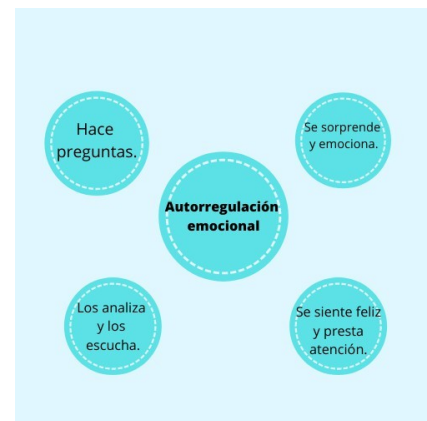 Hace
preguntas.
Se sorprende
y emociona.
Autorregulación
emocional
Los analiza
y los
escucha.
Se siente feliz
y presta
atención.